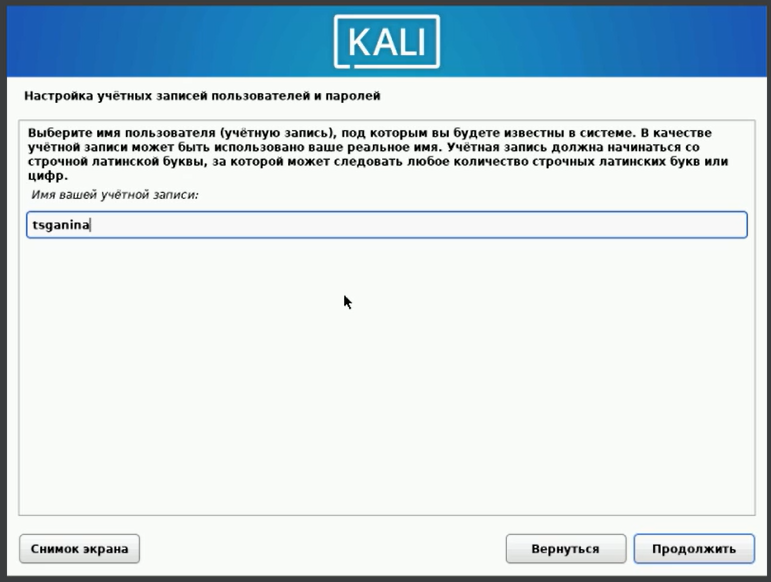 KALI
Настройка учётных записей пользователей и паролей
Выберите имя пользователя (учётную запись), под которым вы будете известны в системе. В качестве
учётной записи может быть использовано ваше реальное имя. Учётная запись должна начинаться со
строчной латинской буквы, за которой может следовать любое количество строчных латинских букв или
цифр.
Имя вашей учётной записи:
tsganina
Снимок экрана
Вернуться
Продолжить